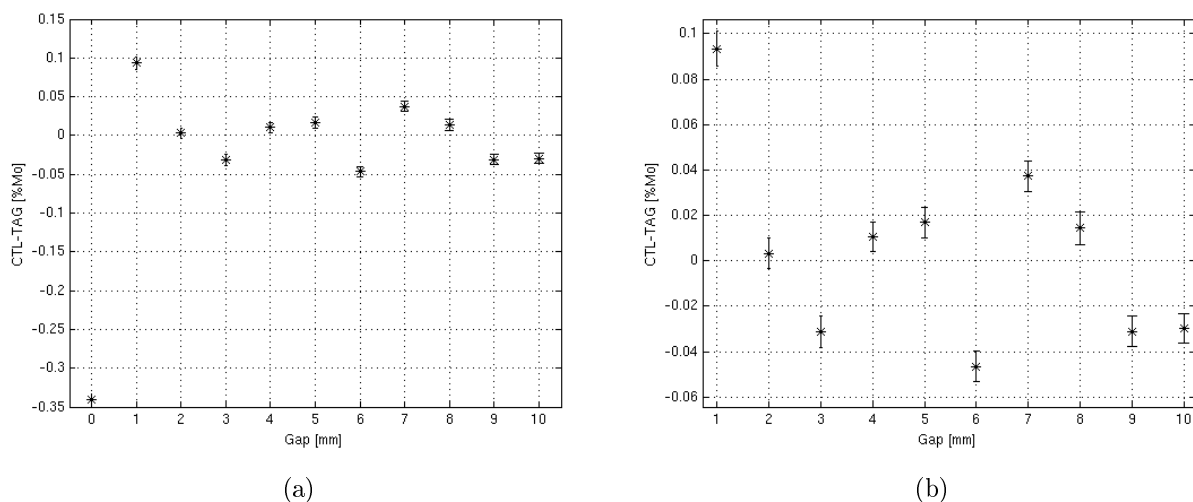 0.15
0.1
0.05
0
-0.05
-0.1
-0.15
-0.2
-0.25
-0.3
-0.35
CTL-TAG [%Mo]
0 1 2 3 4 5 6 7 8 9 10
Gap [mm]
(a)
0.1
0.08
0.06
0.04
0.02
0
-0.02
-0.04
-0.06
CTL-TAG [%Mo]
1 2 3 4 5 6 7 8 9 10
Gap [mm]
(b)